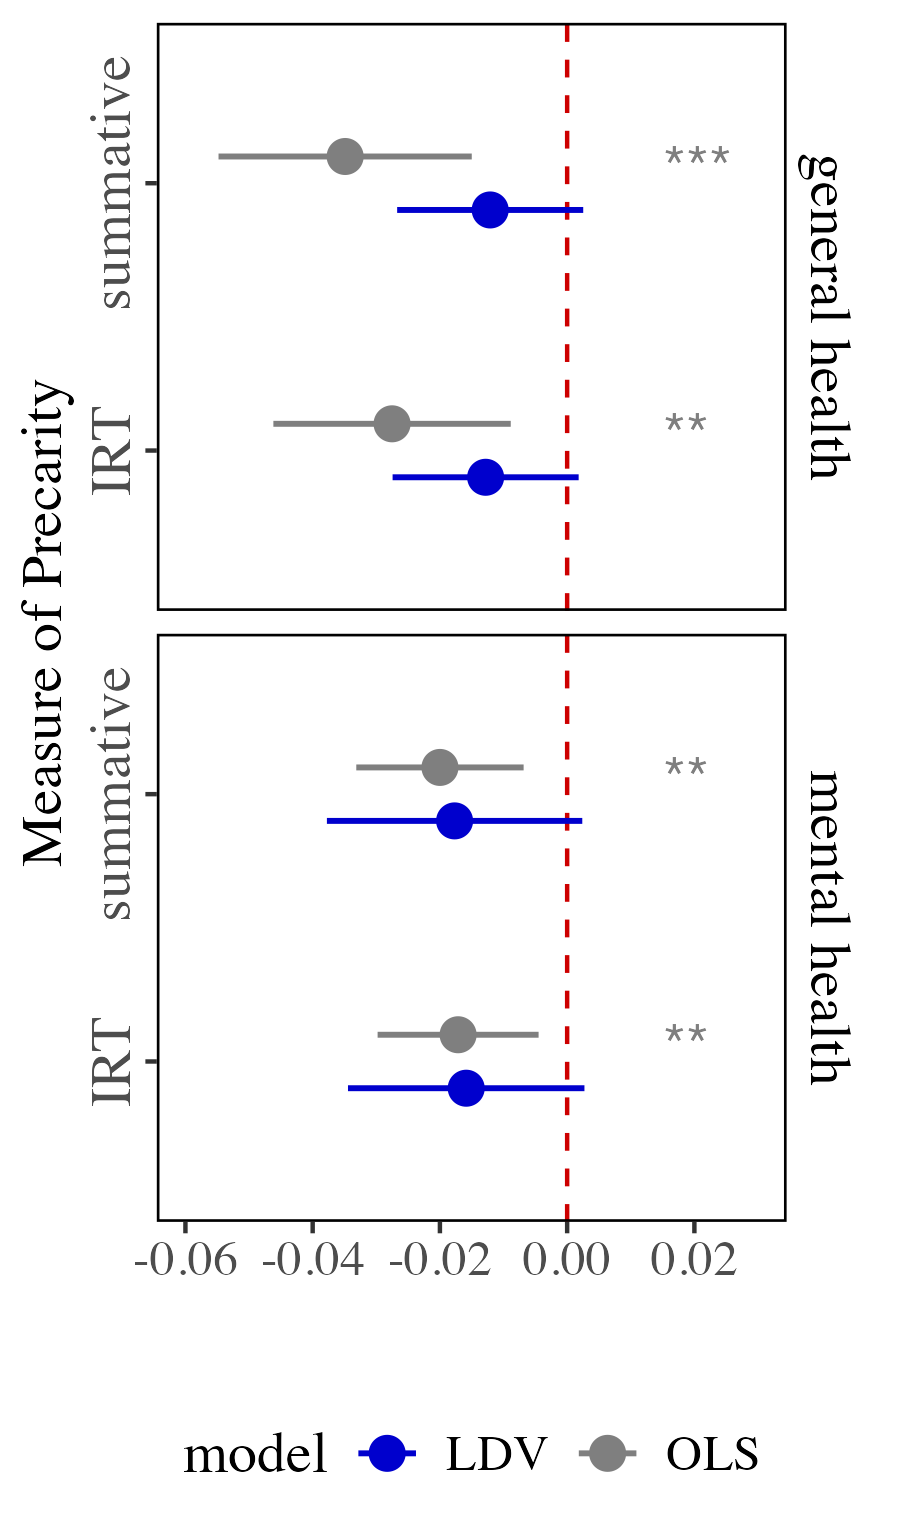 Measure of Precarity
summative
***
IRT
**
general health
summative
**
IRT
**
mental health
-0.06 -0.04 -0.02 0.00 0.02
model LDV OLS